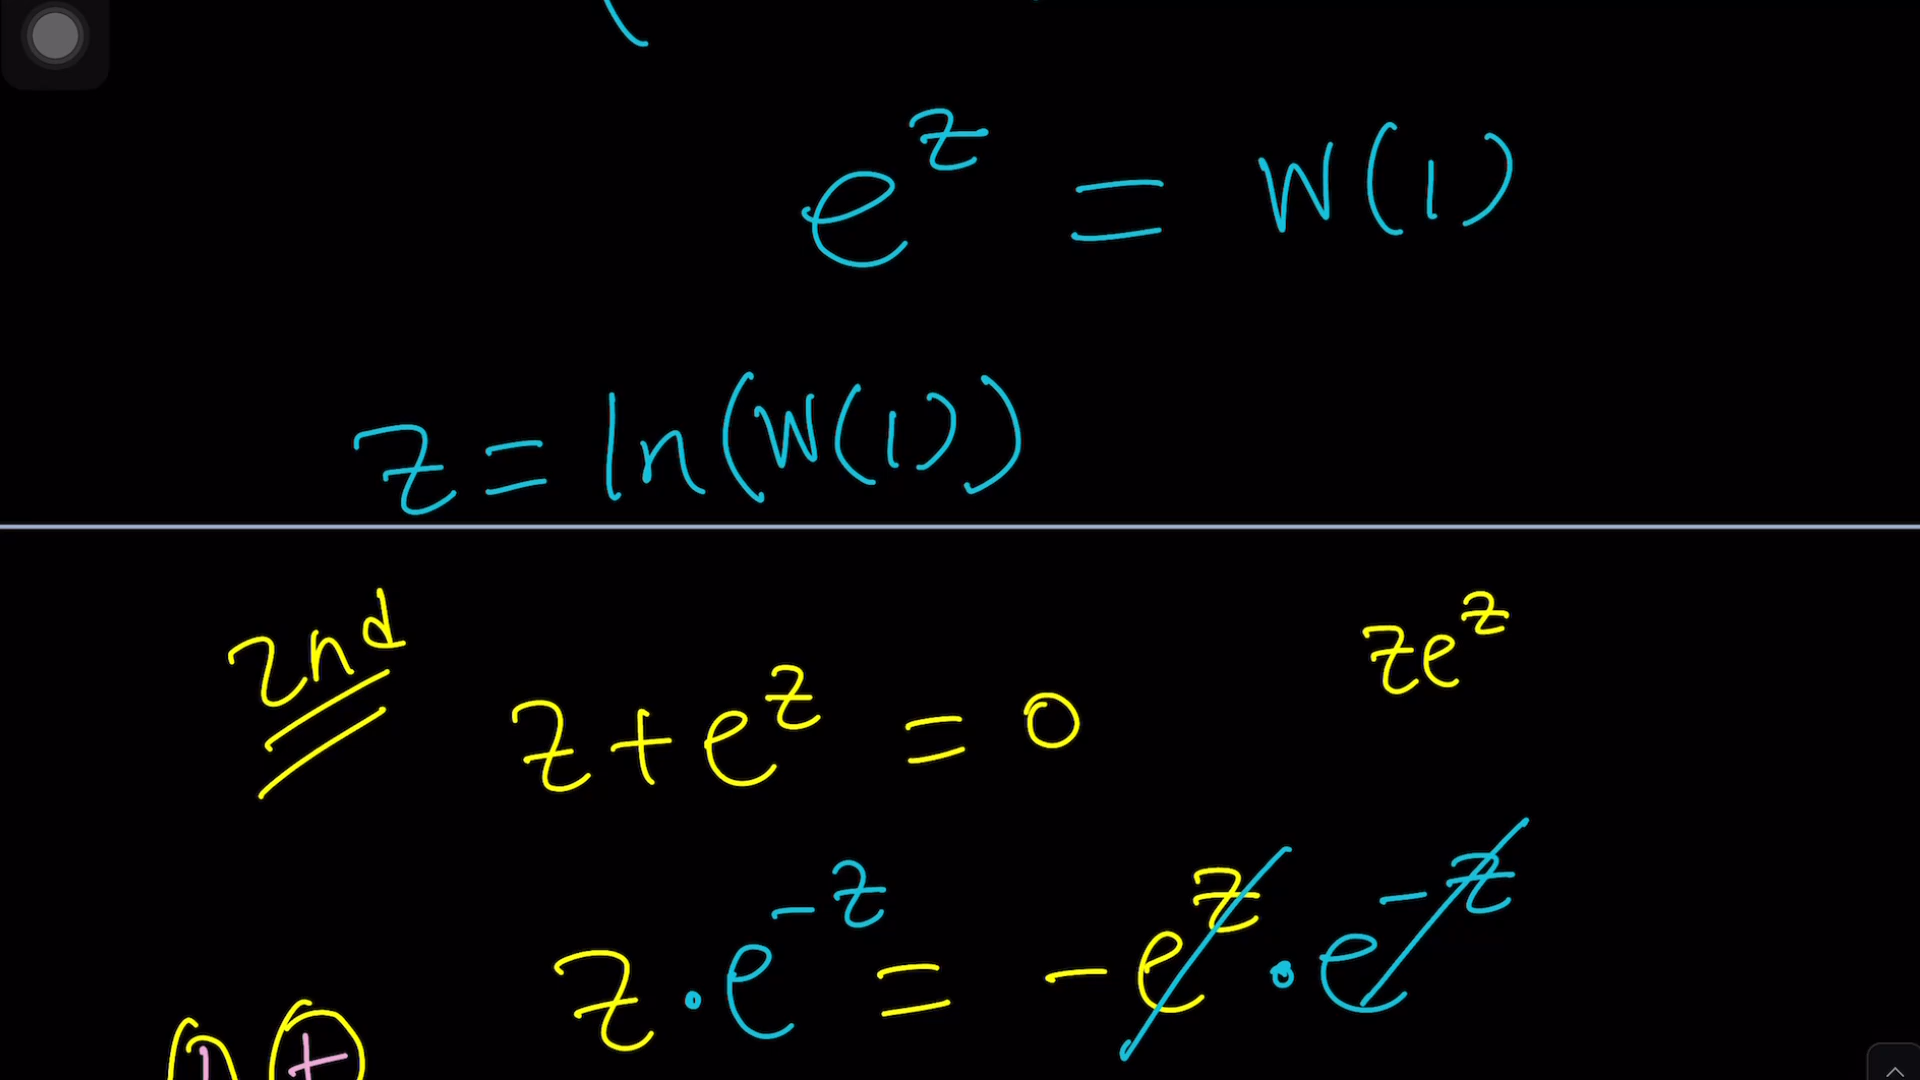 e^z = W(1)
z = ln(W(1))
2nd
z + e^z = 0
ze^z
z · e^-z = -e^z · e^-z